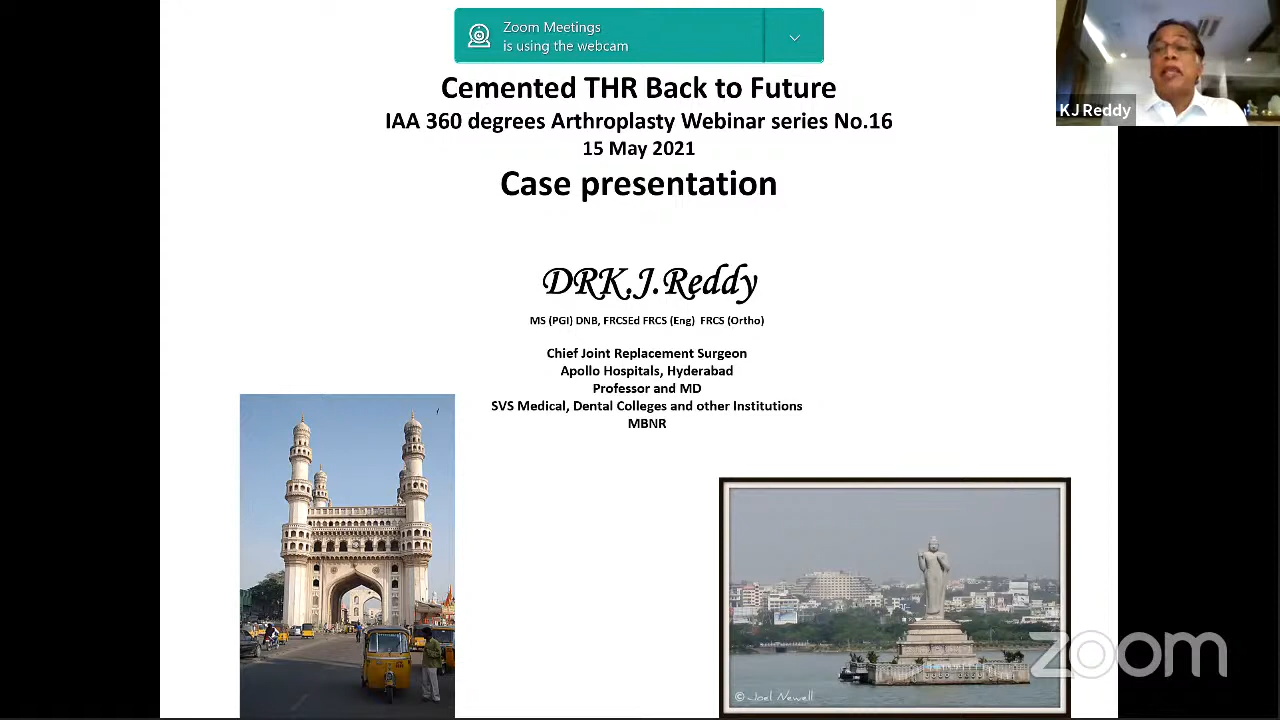 Zoom Meetings
is using the webcam
KJ Reddy
Cemented THR Back to Future
IAA 360 degrees Arthroplasty Webinar series No.16
15 May 2021
Case presentation
DRK.J.Reddy
MS (PGI) DNB, FRCSEd FRCS (Eng) FRCS (Ortho)
Chief Joint Replacement Surgeon
Apollo Hospitals, Hyderabad
Professor and MD
SVS Medical, Dental Colleges and other Institutions
MBNR
© Joel Newell
zoom